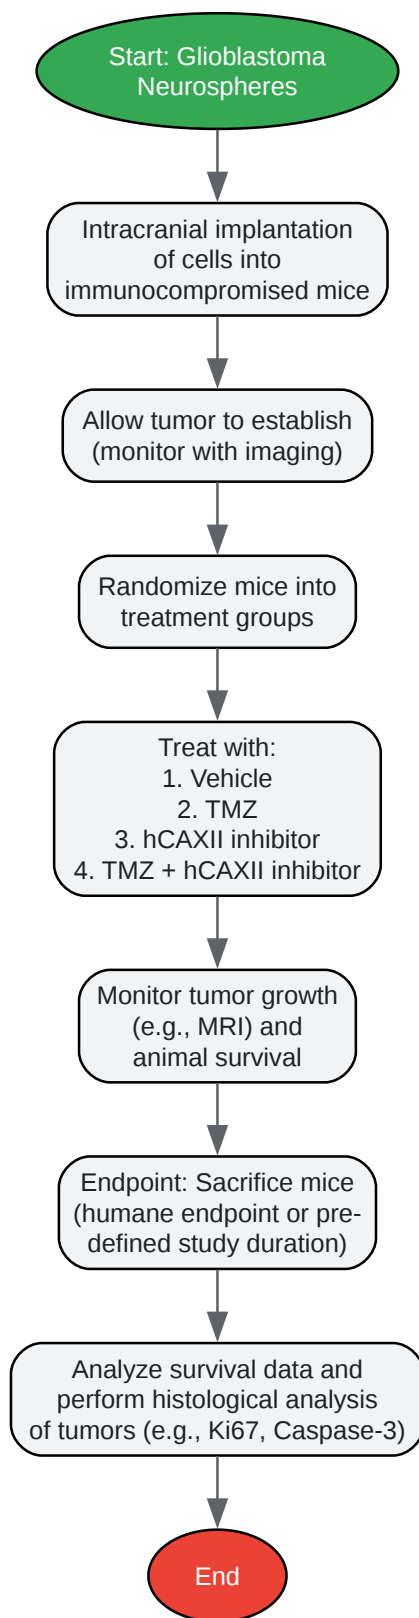 Start: Glioblastoma
Neurospheres
Intracranial implantation
of cells into
immunocompromised mice
Allow tumor to establish
(monitor with imaging)
Randomize mice into
treatment groups
Treat with:
1. Vehicle
2. TMZ
3. hCAXII inhibitor
4. TMZ + hCAXII inhibitor
Monitor tumor growth
(e.g., MRI) and
animal survival
Endpoint: Sacrifice mice
(humane endpoint or pre-
defined study duration)
Analyze survival data and
perform histological analysis
of tumors (e.g., Ki67, Caspase-3)
End